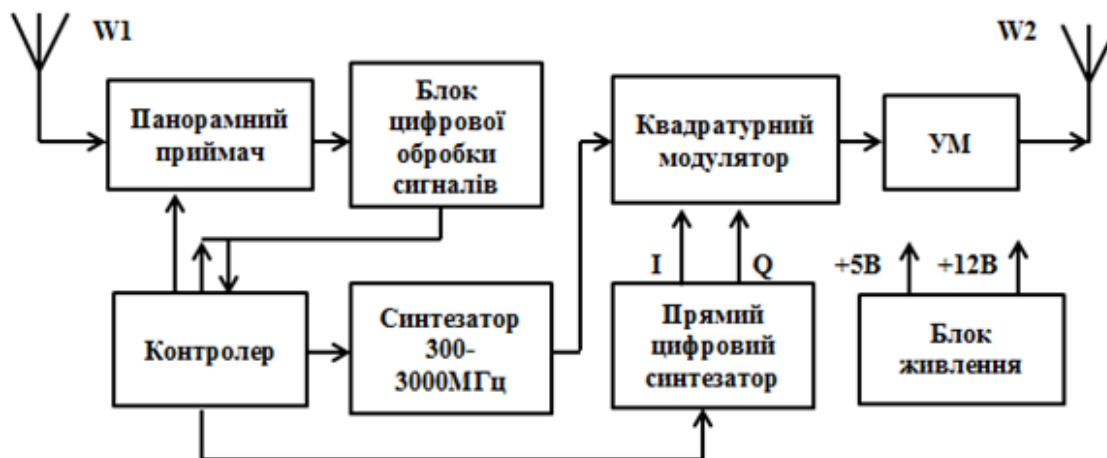 W1
W2
Панорамний
приймач
Блок
цифрової
обробки
сигналів
Квадратурний
модулятор
УМ
I
Q
+5В
+12В
Контролер
Синтезатор
300-
3000МГц
Прямий
цифровий
синтезатор
Блок
живлення